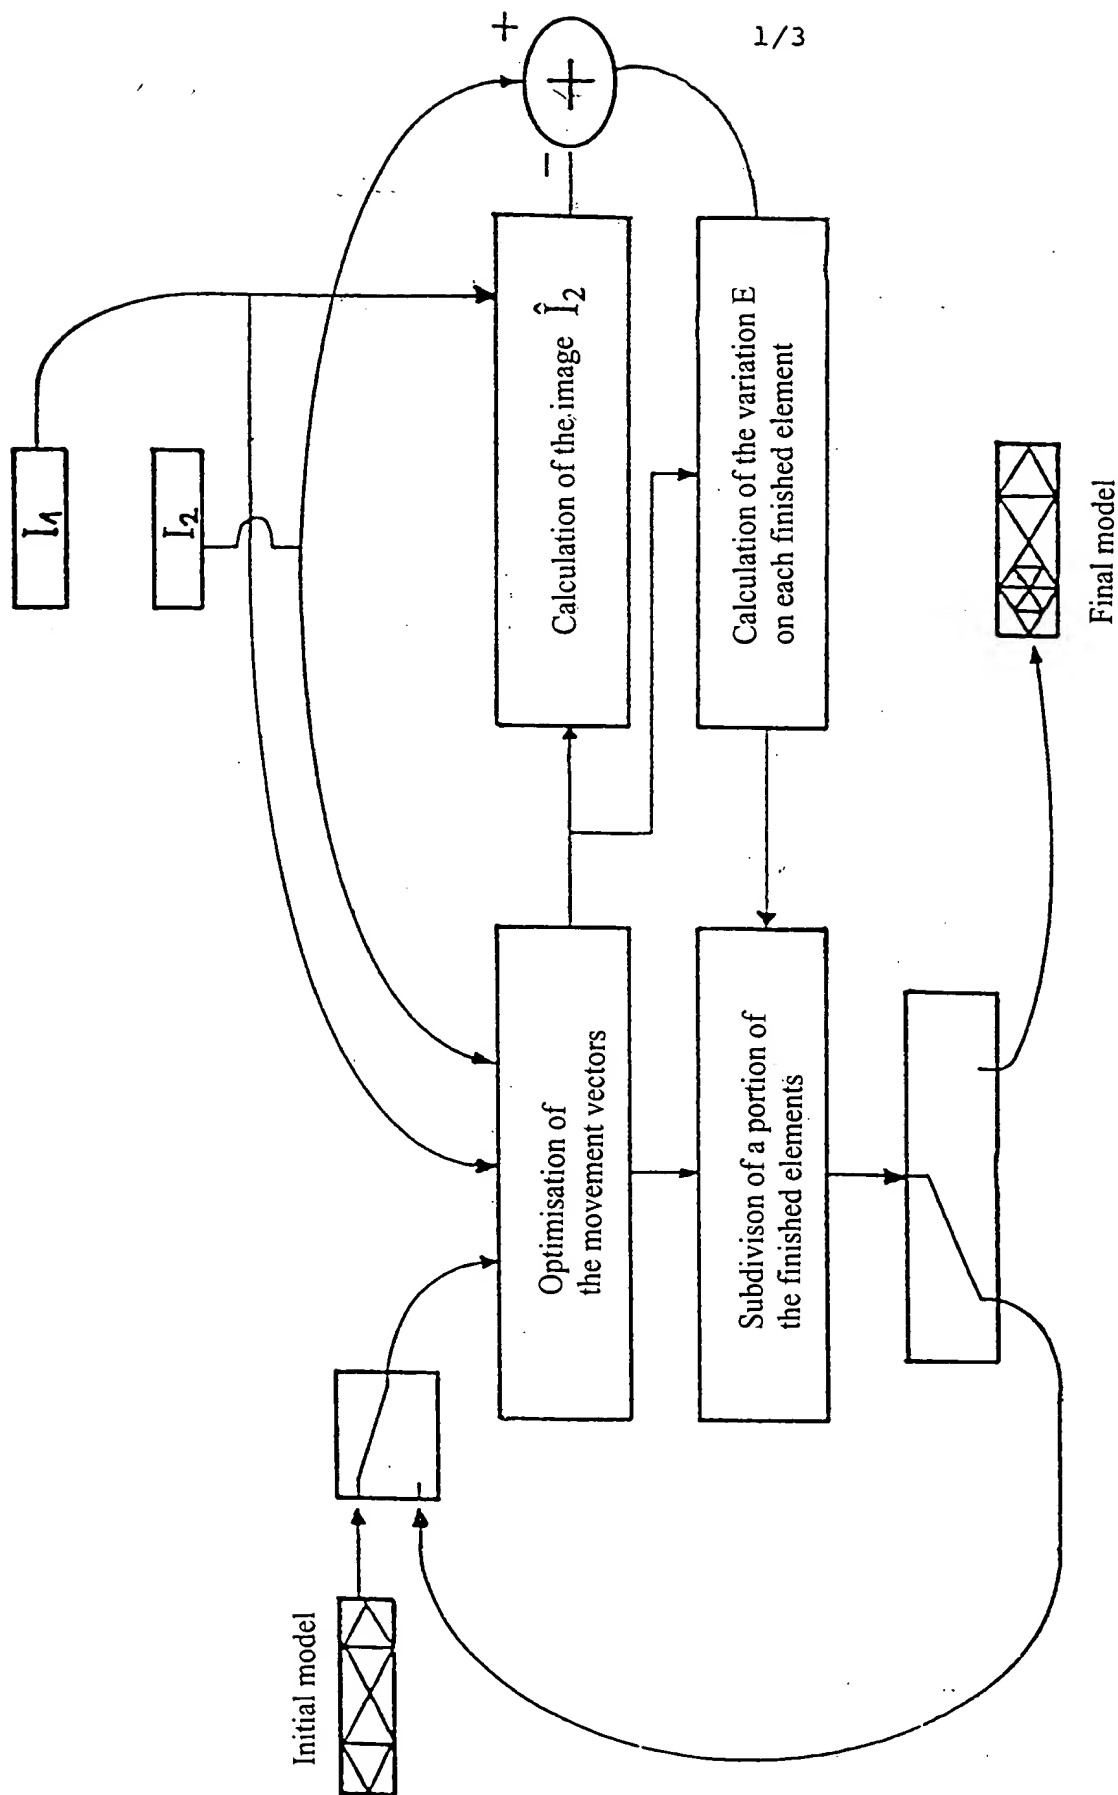 1/3
I1
I2
+
+
-
Initial model
Optimisation of
the movement vectors
Calculation of the image Î2
Subdivison of a portion of
the finished elements
Calculation of the variation E
on each finished element
Final model